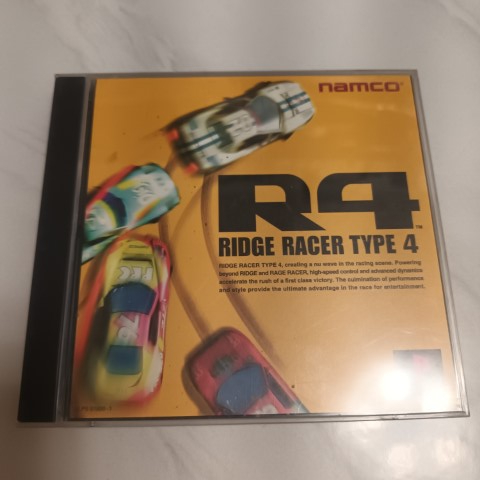 namco
R4™
RIDGE RACER TYPE 4
RIDGE RACER TYPE 4, creating a nu wave in the racing scene. Powering
beyond RIDGE and RAGE RACER, high-speed control and advanced dynamics
accelerate the rush of a first class victory. The culmination of performance
and style provide the ultimate advantage in the race for entertainment.